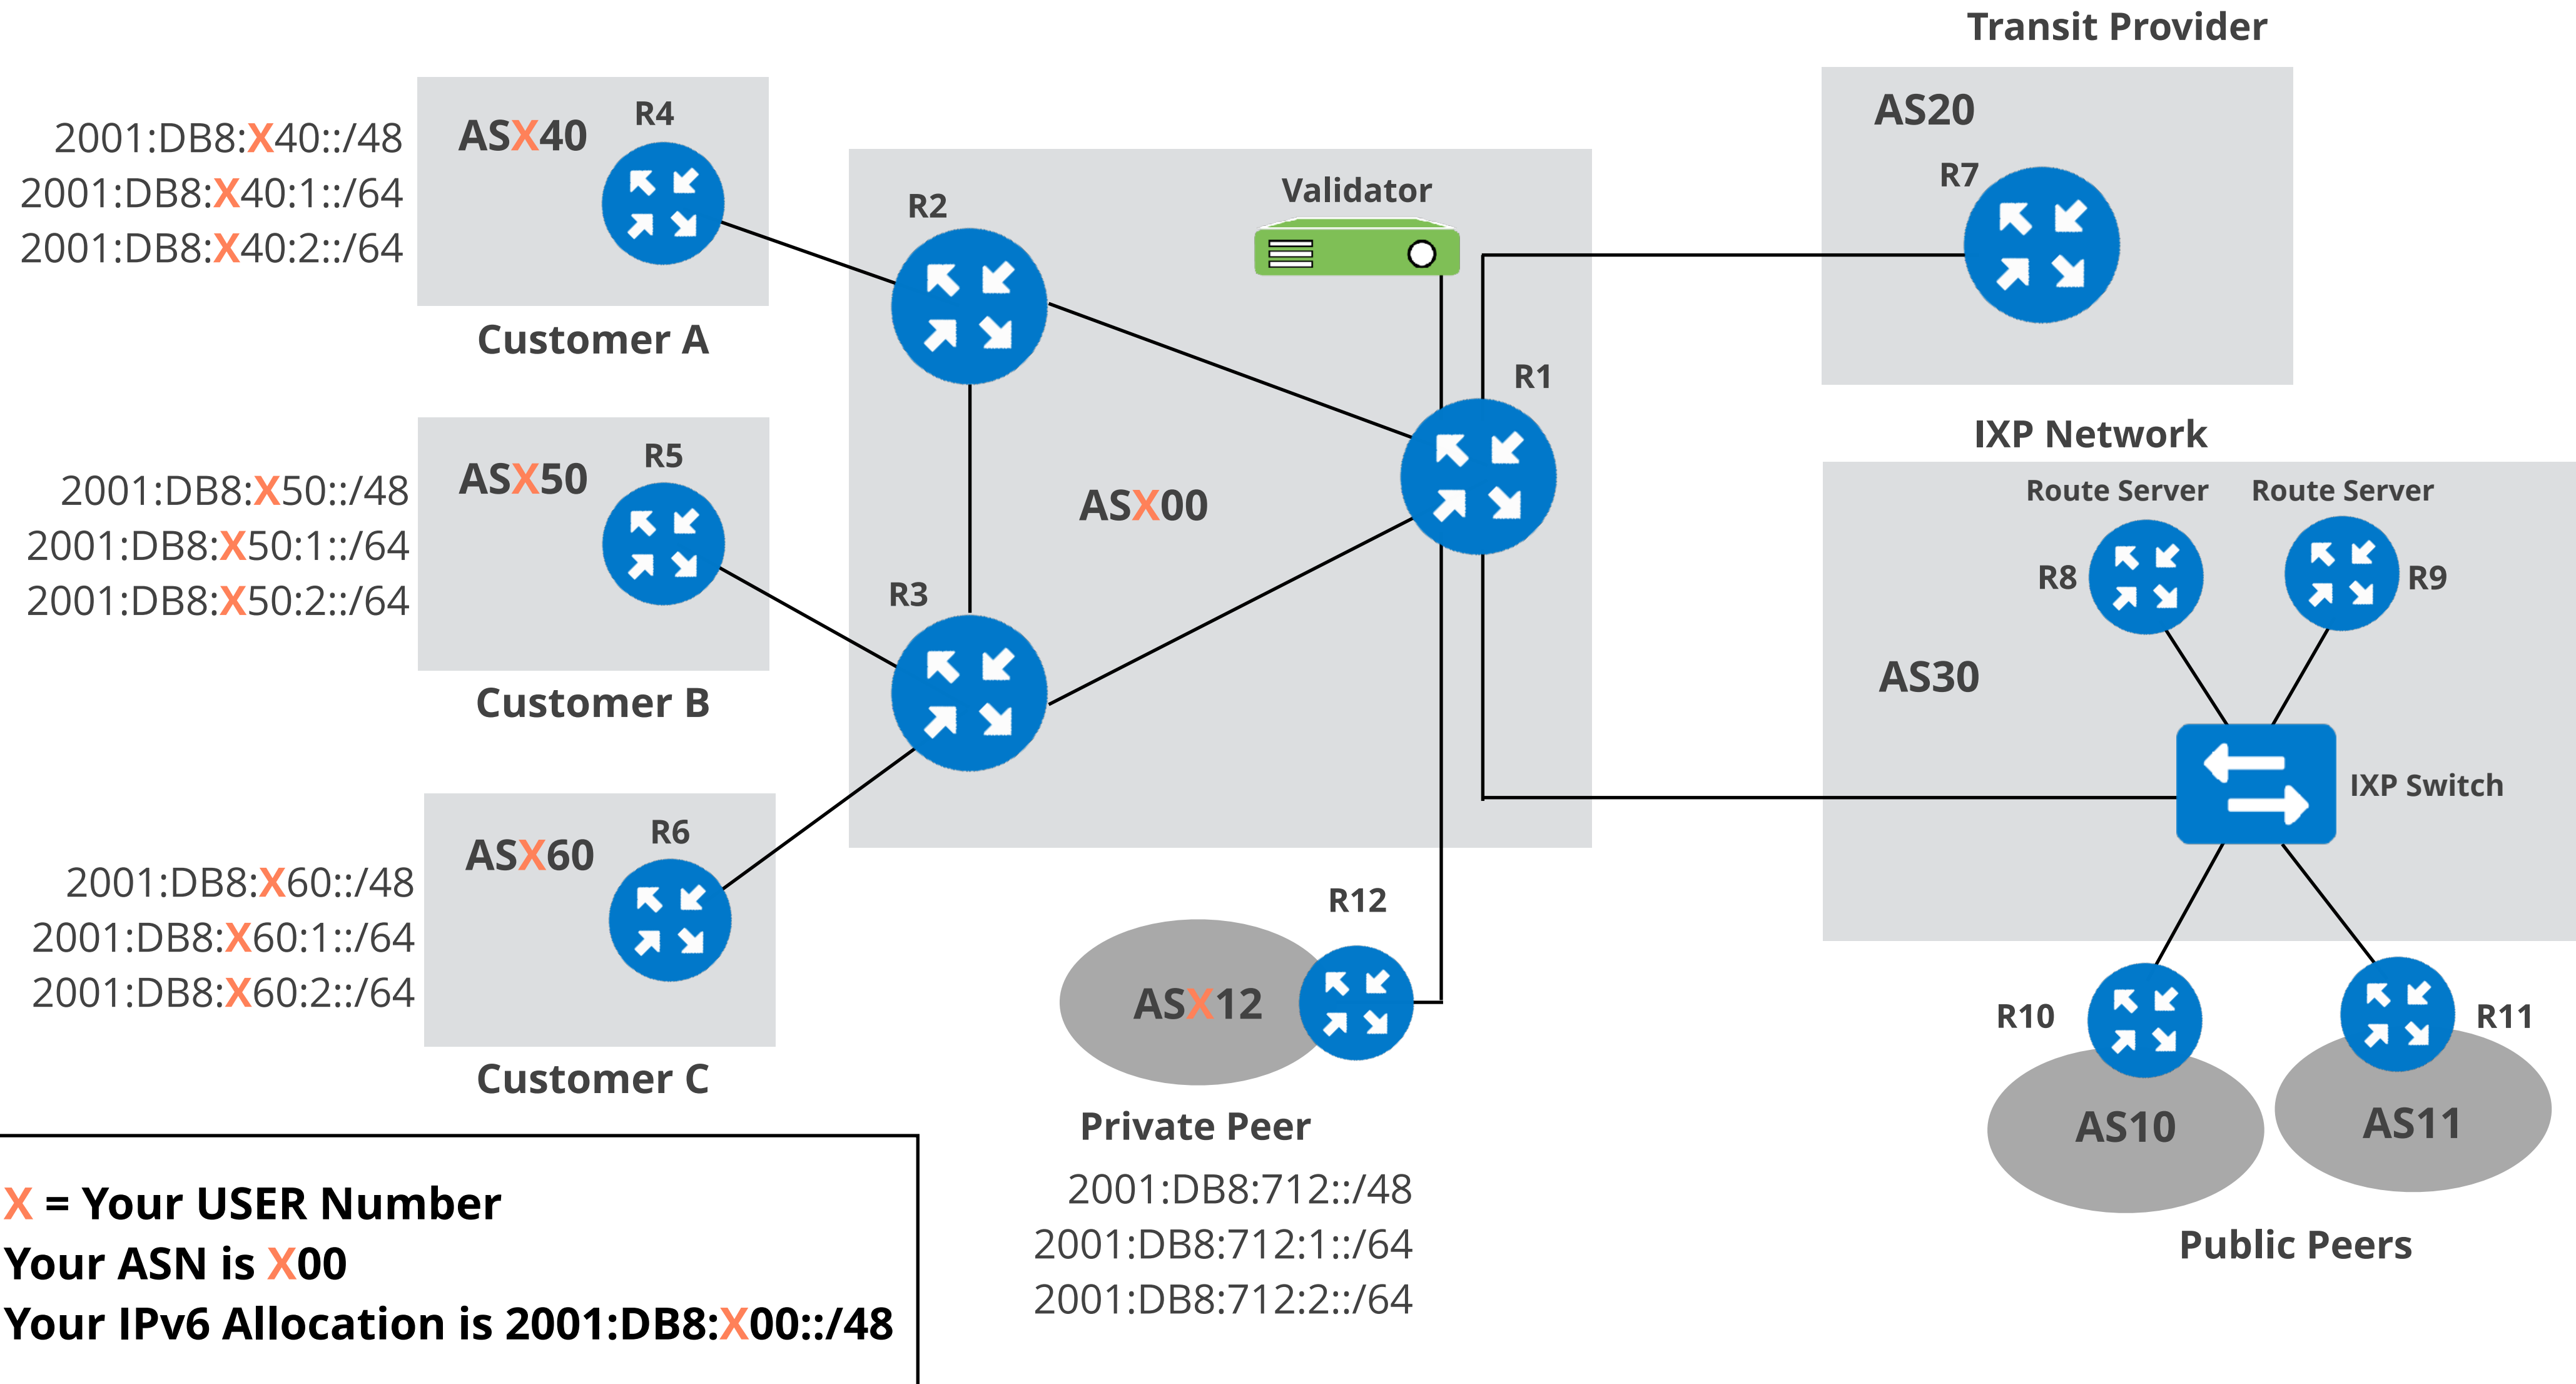 Transit Provider
AS20
R7
2001:DB8:X40::/48
2001:DB8:X40:1::/64
2001:DB8:X40:2::/64
ASX40
R4
Customer A
R2
Validator
R1
ASX00
R3
2001:DB8:X50::/48
2001:DB8:X50:1::/64
2001:DB8:X50:2::/64
ASX50
R5
Customer B
IXP Network
Route Server
Route Server
R8
R9
AS30
IXP Switch
2001:DB8:X60::/48
2001:DB8:X60:1::/64
2001:DB8:X60:2::/64
ASX60
R6
Customer C
R12
ASX12
Private Peer
2001:DB8:712::/48
2001:DB8:712:1::/64
2001:DB8:712:2::/64
R10
R11
AS10
AS11
Public Peers
X = Your USER Number
Your ASN is X00
Your IPv6 Allocation is 2001:DB8:X00::/48